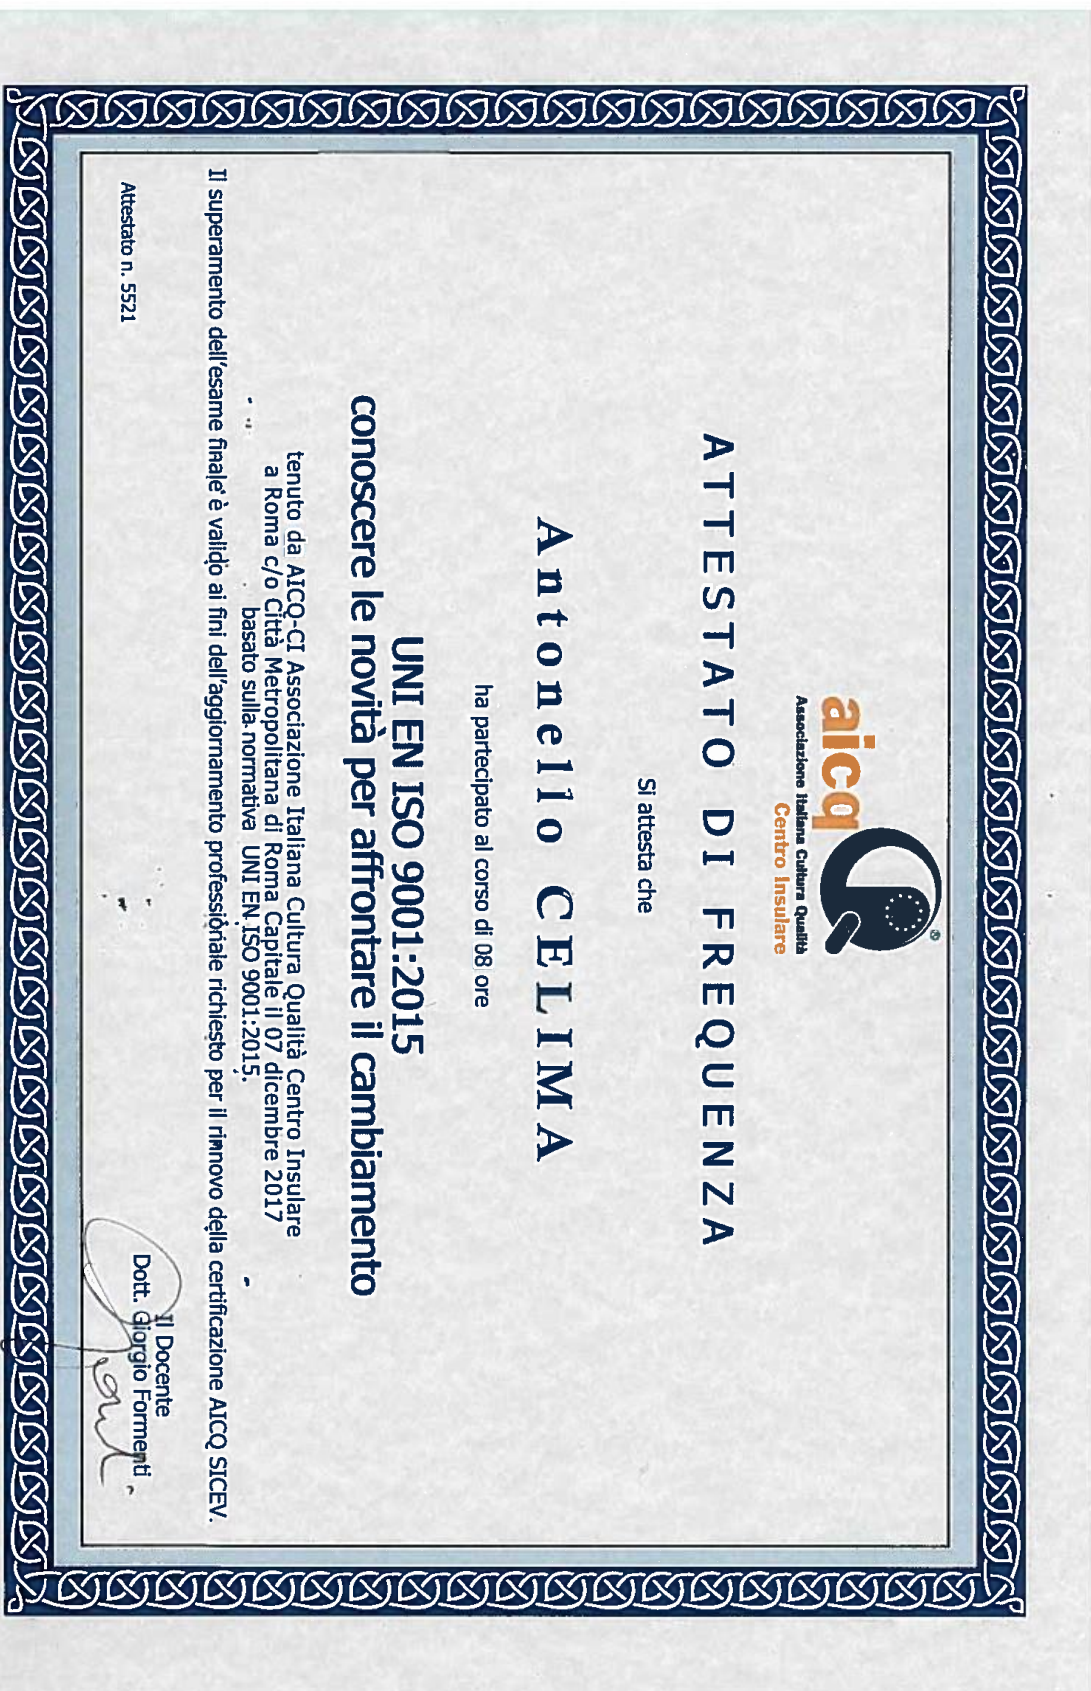 aicq
®
Associazione Italiana Cultura Qualità
Centro Insulare
ATTESTATO DI FREQUENZA
Si attesta che
Antonello CELIMA
ha partecipato al corso di 08 ore
UNI EN ISO 9001:2015
conoscere le novità per affrontare il cambiamento
tenuto da AICQ-CI Associazione Italiana Cultura Qualità Centro Insulare
a Roma c/o Città Metropolitana di Roma Capitale il 07 dicembre 2017
basato sulla normativa UNI EN ISO 9001:2015.
Il superamento dell'esame finale è valido ai fini dell'aggiornamento professionale richiesto per il rinnovo della certificazione AICQ SICEV.
Attestato n. 5521
Il Docente
Dott. Giorgio Formenti